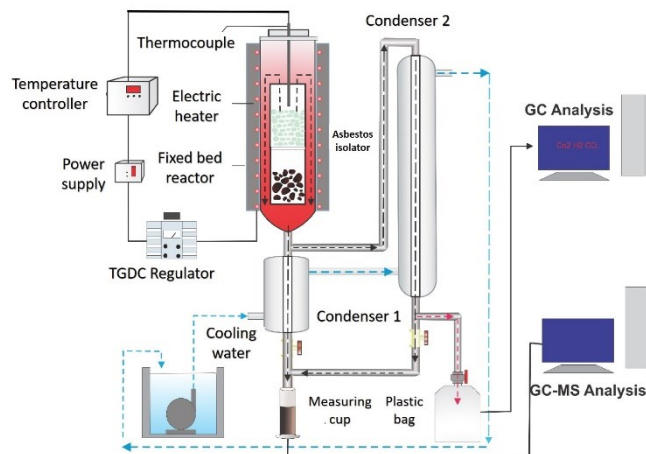 Condenser 2
Thermocouple
Temperature
controller
Electric
heater
Asbestos
isolator
GC Analysis
Power
supply
Fixed bed
reactor
TGDC Regulator
Condenser 1
Cooling
water
GC-MS Analysis
Measuring
. cup
Plastic
bag